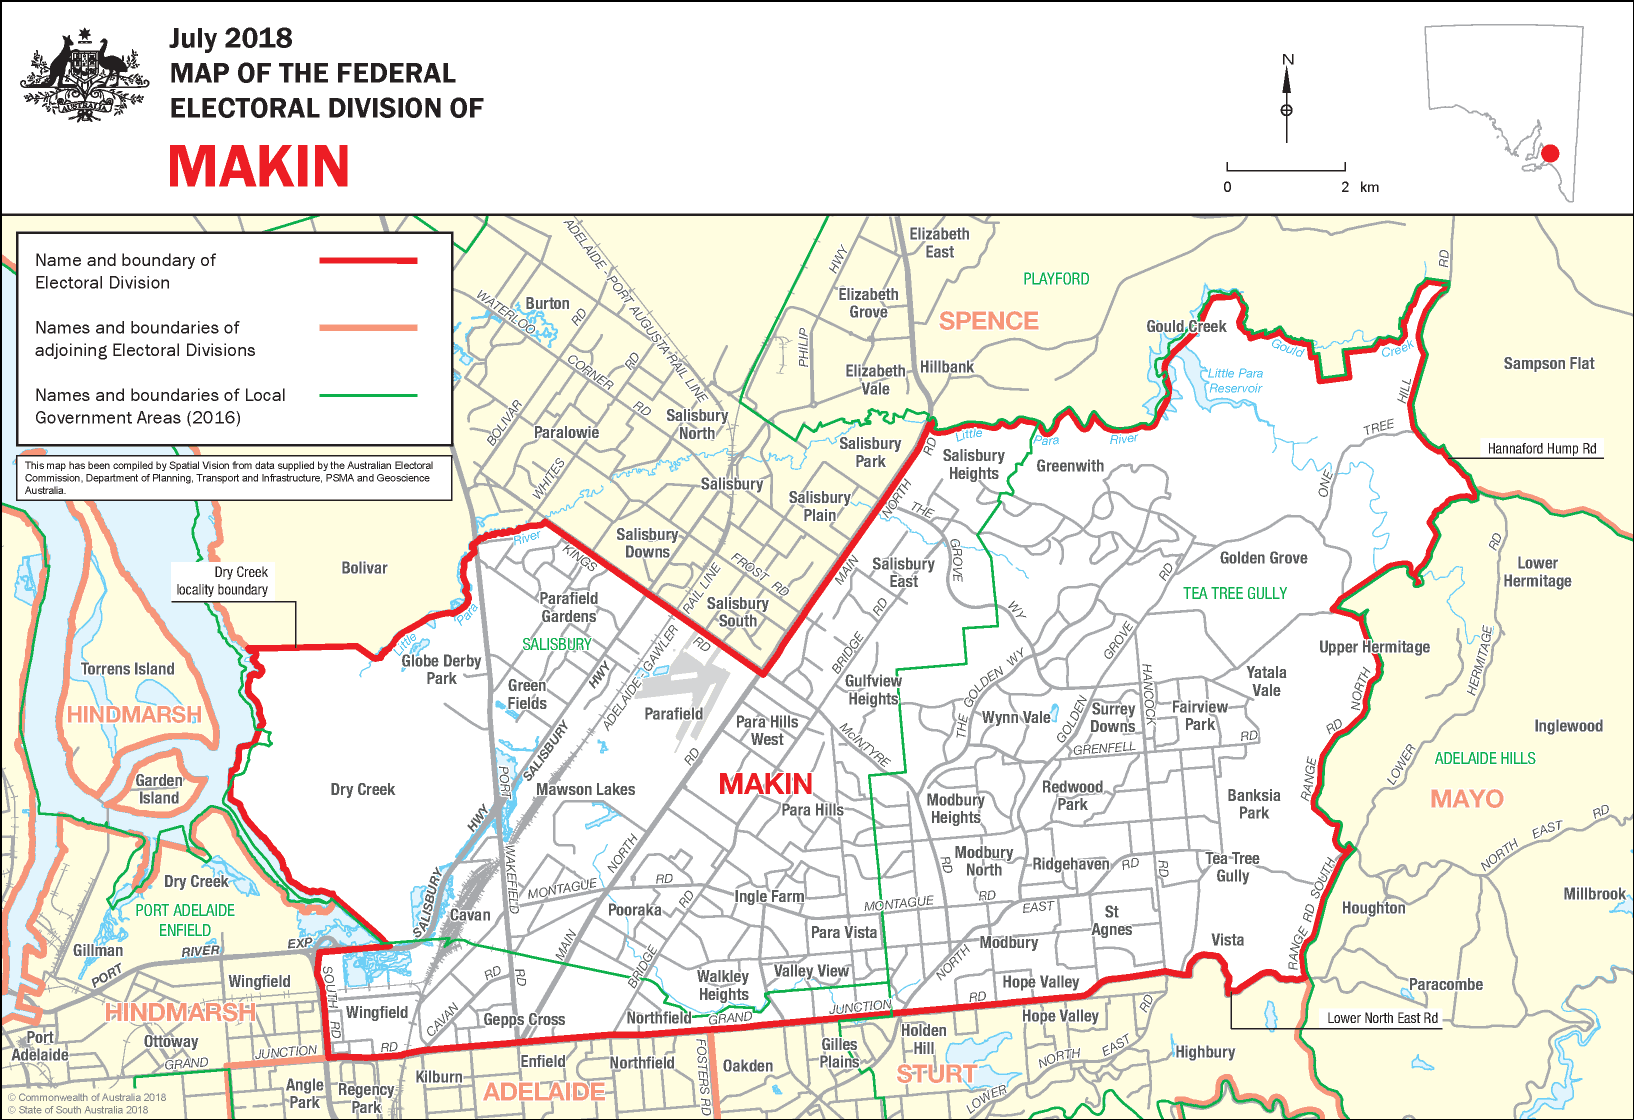 July 2018
MAP OF THE FEDERAL
ELECTORAL DIVISION OF
MAKIN
AUSTRALIA
N
0 2 km
Name and boundary of
Electoral Division
Names and boundaries of
adjoining Electoral Divisions
Names and boundaries of Local
Government Areas (2016)
This map has been compiled by Spatial Vision from data supplied by the Australian Electoral
Commission, Department of Planning, Transport and Infrastructure, PSMA and Geoscience
Australia.
ADELAIDE - PORT AUGUSTA RAIL LINE
Elizabeth
East
PLAYFORD
SPENCE
Elizabeth
Grove
PHILIP
HWY
Elizabeth
Vale
Hillbank
Burton
WATERLOO
CORNER
RD
RD
RD
BOLIVAR
Salisbury
North
Paralowie
WHITES
Salisbury
Salisbury
Park
Salisbury
Plain
Salisbury
Downs
FROST RD
Salisbury
South
Gould Creek
Gould
Creek
Little Para
Reservoir
RD
HILL
TREE
ONE
Sampson Flat
Hannaford Hump Rd
Little
Para
River
RD
Salisbury
Heights
Greenwith
NORTH
THE
GROVE
WY
MAIN
Salisbury
East
RD
BRIDGE
Golden Grove
RD
GROVE
TEA TREE GULLY
RD
Lower
Hermitage
HERMITAGE
LOWER
Upper Hermitage
Bolivar
Dry Creek
locality boundary
Little
River
KINGS
Para
Little
Parafield
Gardens
SALISBURY
RAIL LINE
RD
Globe Derby
Park
Green
Fields
HWY
ADELAIDE - GAWLER
Parafield
Torrens Island
HINDMARSH
Garden
Island
Dry Creek
PORT
SALISBURY
HWY
Mawson Lakes
WAKEFIELD
RD
Para Hills
West
MAKIN
Para Hills
Gulfview
Heights
McINTYRE
THE GOLDEN WY
Wynn Vale
GOLDEN
Surrey
Downs
HANCOCK
Fairview
Park
Yatala
Vale
GRENFELL
RD
RD
NORTH
RANGE
Inglewood
ADELAIDE HILLS
MAYO
Modbury
Heights
Redwood
Park
Banksia
Park
NORTH EAST RD
Dry Creek
PORT ADELAIDE
ENFIELD
SALISBURY
Cavan
MONTAGUE
RD
NORTH
Pooraka
RD
Ingle Farm
MONTAGUE
RD
RD
Modbury
North
Ridgehaven
RD
RD
Tea Tree
Gully
EAST
St
Agnes
Houghton
Millbrook
Gillman
PORT
RIVER
EXP
Wingfield
HINDMARSH
SOUTH
RD
Wingfield
CAVAN
RD
RD
MAIN
BRIDGE
Para Vista
Walkley
Heights
Valley View
Modbury
NORTH
Vista
RANGE RD SOUTH
Paracombe
Hope Valley
Gepps Cross
Northfield
GRAND
JUNCTION
RD
Hope Valley
RD
Lower North East Rd
Port
Adelaide
Ottoway
GRAND
JUNCTION
RD
Holden
Hill
Gilles
Plains
Highbury
Enfield
Northfield
Oakden
FOSTERS RD
STURT
NORTH EAST
LOWER
Kilburn
ADELAIDE
Angle
Park
Regency
Park
© Commonwealth of Australia 2018
© State of South Australia 2018